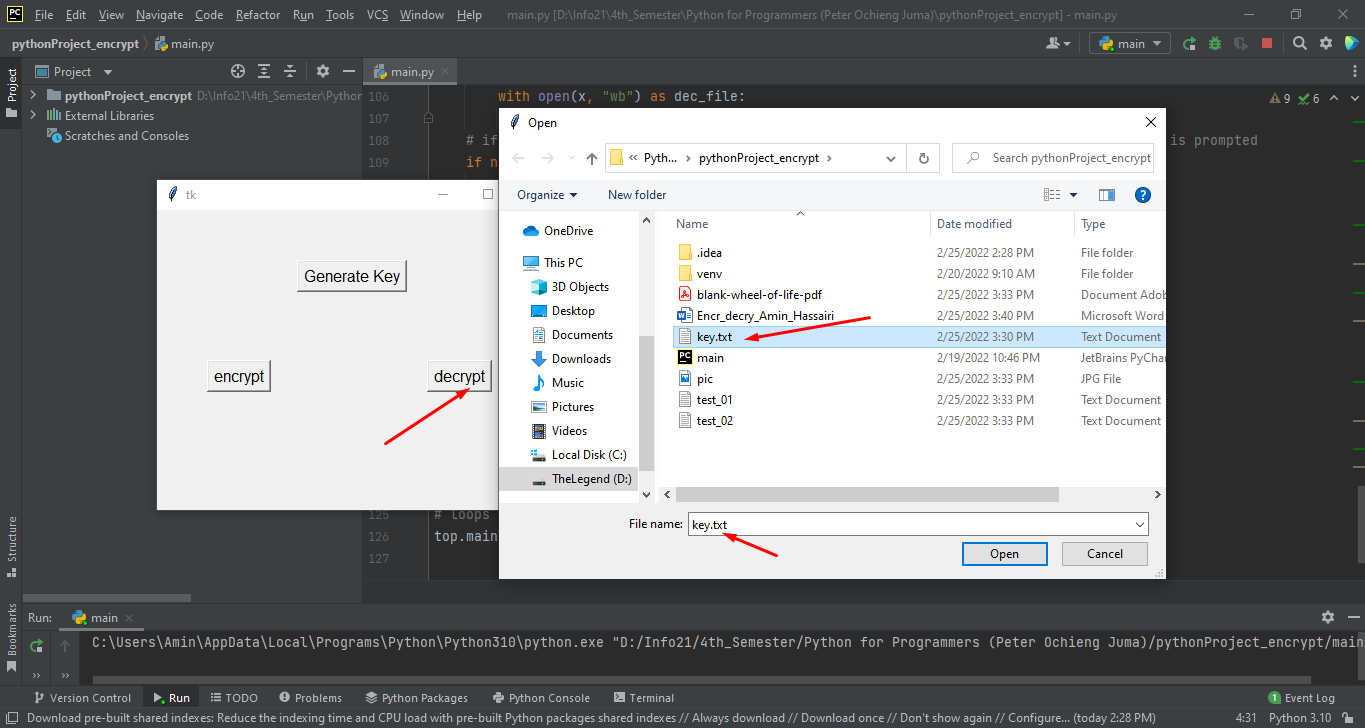 PC File Edit View Navigate Code Refactor Run Tools VCS Window Help main.py [D:\Info21\4th_Semester\Python for Programmers (Peter Ochieng Juma)\pythonProject_encrypt] - main.py
pythonProject_encrypt main.py main
Project Project main.py
pythonProject_encrypt D:\Info21\4th_Semester\Python 106 with open(x, "wb") as dec_file: 9 6
External Libraries 107
Scratches and Consoles 108 # if is prompted
109 if n
Open
« Pyth... › pythonProject_encrypt › Search pythonProject_encrypt
Organize New folder ?
Name Date modified Type
OneDrive
This PC
3D Objects
Desktop
Documents
Downloads
Music
Pictures
Videos
Local Disk (C:)
TheLegend (D:)
.idea 2/25/2022 2:28 PM File folder
venv 2/20/2022 9:10 AM File folder
blank-wheel-of-life-pdf 2/25/2022 3:33 PM Document Adob
Encr_decry_Amin_Hassairi 2/25/2022 3:40 PM Microsoft Word
key.txt 2/25/2022 3:30 PM Text Document
PC main 2/19/2022 10:46 PM JetBrains PyChar
pic 2/25/2022 3:33 PM JPG File
test_01 2/25/2022 3:33 PM Text Document
test_02 2/25/2022 3:33 PM Text Document
File name: key.txt
Open Cancel
tk
Generate Key
encrypt decrypt
125 # loops
126 top.main
127
Structure
Bookmarks
Run: main
C:\Users\Amin\AppData\Local\Programs\Python\Python310\python.exe "D:/Info21/4th_Semester/Python for Programmers (Peter Ochieng Juma)/pythonProject_encrypt/main
Version Control Run TODO Problems Python Packages Python Console Terminal 1 Event Log
Download pre-built shared indexes: Reduce the indexing time and CPU load with pre-built Python packages shared indexes // Always download // Download once // Don't show again // Configure... (today 2:28 PM) 4:31 Python 3.10